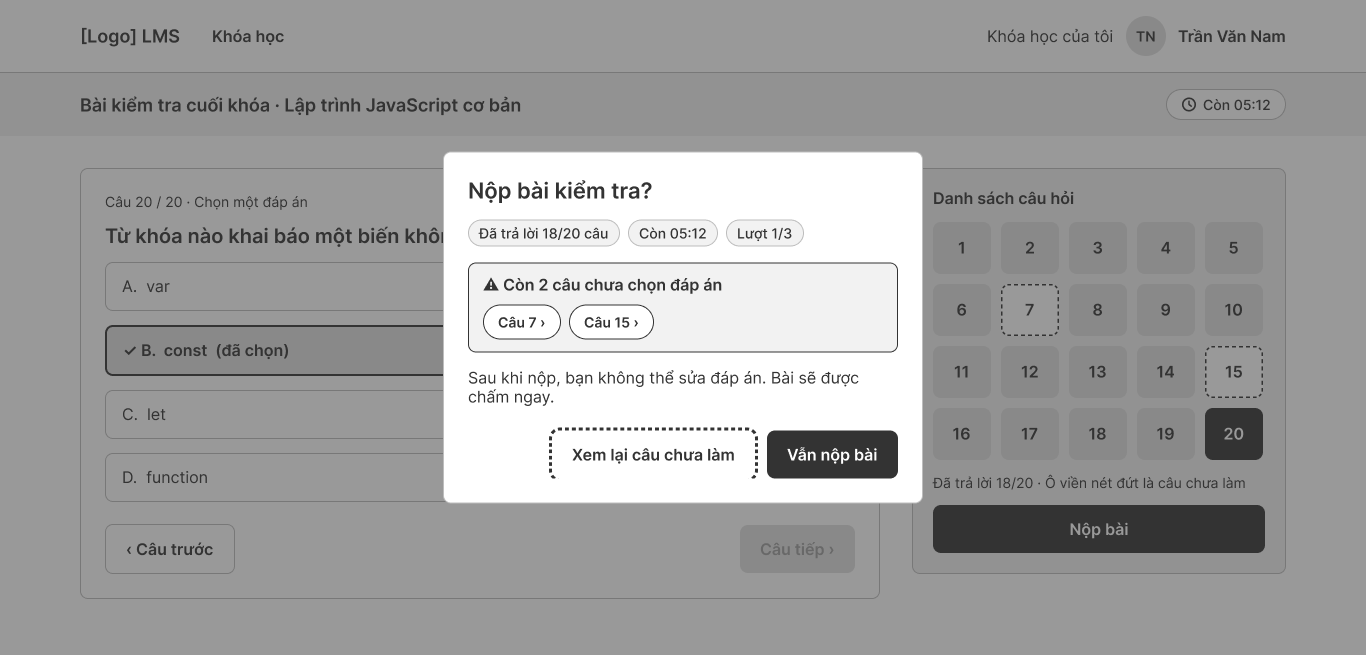 [Logo] LMS Khóa học Khóa học của tôi TN Trần Văn Nam
Bài kiểm tra cuối khóa · Lập trình JavaScript cơ bản Còn 05:12
Câu 20 / 20 · Chọn một đáp án
Từ khóa nào khai báo một biến khôn
A. var
✓ B. const (đã chọn)
C. let
D. function
‹ Câu trước Câu tiếp ›
Nộp bài kiểm tra?
Đã trả lời 18/20 câu Còn 05:12 Lượt 1/3
⚠ Còn 2 câu chưa chọn đáp án
Câu 7 › Câu 15 ›
Sau khi nộp, bạn không thể sửa đáp án. Bài sẽ được
chấm ngay.
Xem lại câu chưa làm Vẫn nộp bài
Danh sách câu hỏi
1 2 3 4 5
6 7 8 9 10
11 12 13 14 15
16 17 18 19 20
Đã trả lời 18/20 · Ô viền nét đứt là câu chưa làm
Nộp bài